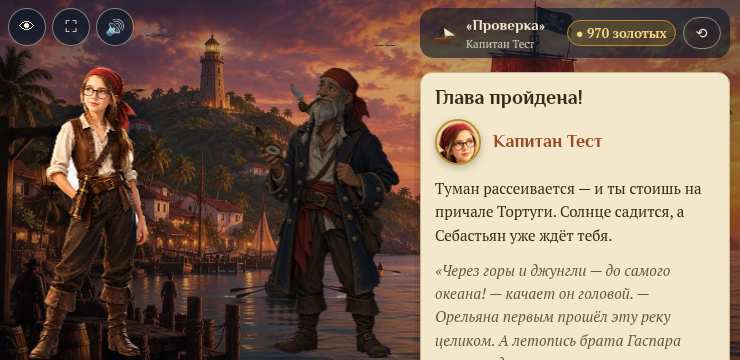 «Проверка»
Капитан Тест
970 золотых
Глава пройдена!
Капитан Тест
Туман рассеивается — и ты стоишь на
причале Тортуги. Солнце садится, а
Себастьян уже ждёт тебя.
«Через горы и джунгли — до самого
океана! — качает он головой. —
Орельяна первым прошёл эту реку
целиком. А летопись брата Гаспара